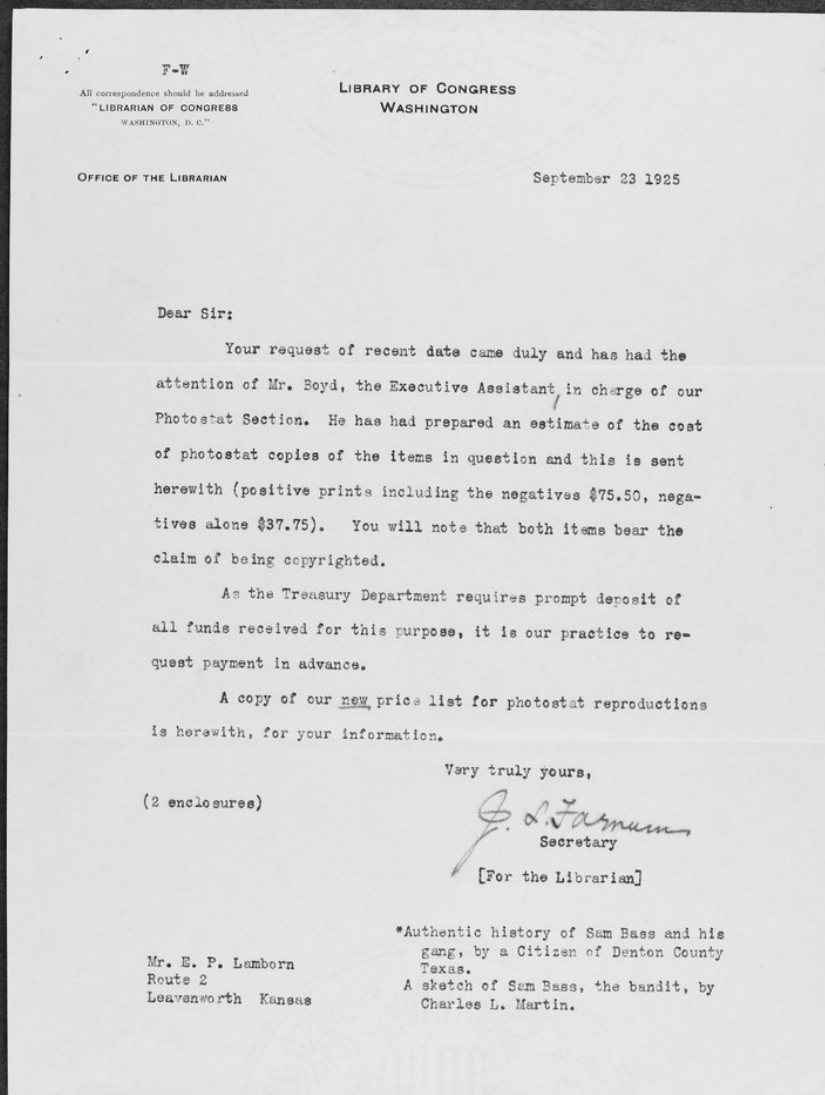 F-W
All correspondence should be addressed
"LIBRARIAN OF CONGRESS
WASHINGTON, D. C."
LIBRARY OF CONGRESS
WASHINGTON
OFFICE OF THE LIBRARIAN
September 23 1925
Dear Sir:
Your request of recent date came duly and has had the
attention of Mr. Boyd, the Executive Assistant, in charge of our
Photostat Section. He has had prepared an estimate of the cost
of photostat copies of the items in question and this is sent
herewith (positive prints including the negatives $75.50, nega-
tives alone $37.75). You will note that both items bear the
claim of being copyrighted.
As the Treasury Department requires prompt deposit of
all funds received for this purpose, it is our practice to re-
quest payment in advance.
A copy of our new price list for photostat reproductions
is herewith, for your information.
Very truly yours,
(2 enclosures)
J. L. Farnum
Secretary
[For the Librarian]
*Authentic history of Sam Bass and his
gang, by a Citizen of Denton County
Texas.
A sketch of Sam Bass, the bandit, by
Charles L. Martin.
Mr. E. P. Lamborn
Route 2
Leavenworth Kansas